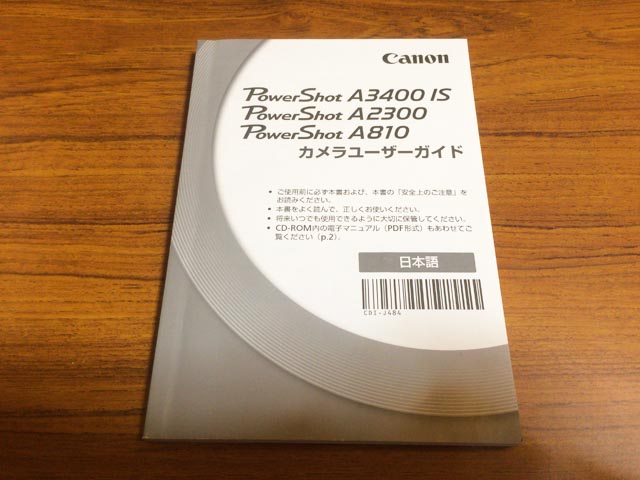 Canon
PowerShot A3400 IS
PowerShot A2300
PowerShot A810
カメラユーザーガイド
• ご使用前に必ず本書および、本書の「安全上のご注意」を
お読みください。
• 本書をよく読んで、正しくお使いください。
• 将来いつでも使用できるように大切に保管してください。
• CD-ROM内の電子マニュアル（PDF形式）もあわせてご
覧ください（p.2）。
日本語
CDI-J484